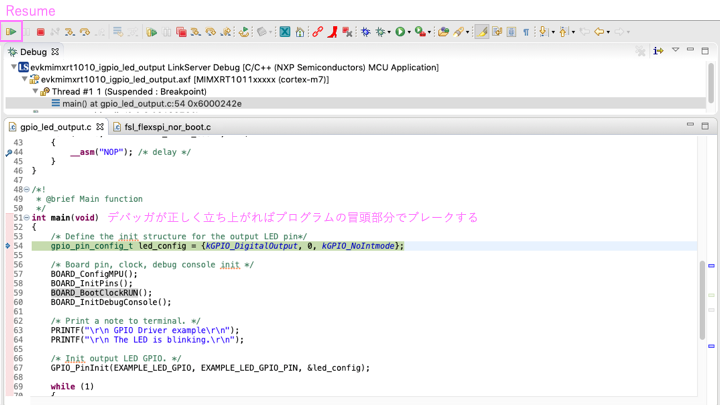 Resume
Debug
evkmimxrt1010_igpio_led_output LinkServer Debug [C/C++ (NXP Semiconductors) MCU Application]
evkmimxrt1010_igpio_led_output.axf [MIMXRT1011xxxxx (cortex-m7)]
Thread #1 1 (Suspended : Breakpoint)
main() at gpio_led_output.c:54 0x6000242e
gpio_led_output.c
fsl_flexspi_nor_boot.c
43 {
44 __asm("NOP"); /* delay */
45 }
46 }
47
48 /*!
49 * @brief Main function
50 */
51 int main(void) デバッガが正しく立ち上がればプログラムの冒頭部分でブレークする
52 {
53 /* Define the init structure for the output LED pin*/
54 gpio_pin_config_t led_config = {kGPIO_DigitalOutput, 0, kGPIO_NoIntmode};
55
56 /* Board pin, clock, debug console init */
57 BOARD_ConfigMPU();
58 BOARD_InitPins();
59 BOARD_BootClockRUN();
60 BOARD_InitDebugConsole();
61
62 /* Print a note to terminal. */
63 PRINTF("\r\n GPIO Driver example\r\n");
64 PRINTF("\r\n The LED is blinking.\r\n");
65
66 /* Init output LED GPIO. */
67 GPIO_PinInit(EXAMPLE_LED_GPIO, EXAMPLE_LED_GPIO_PIN, &led_config);
68
69 while (1)
70 {